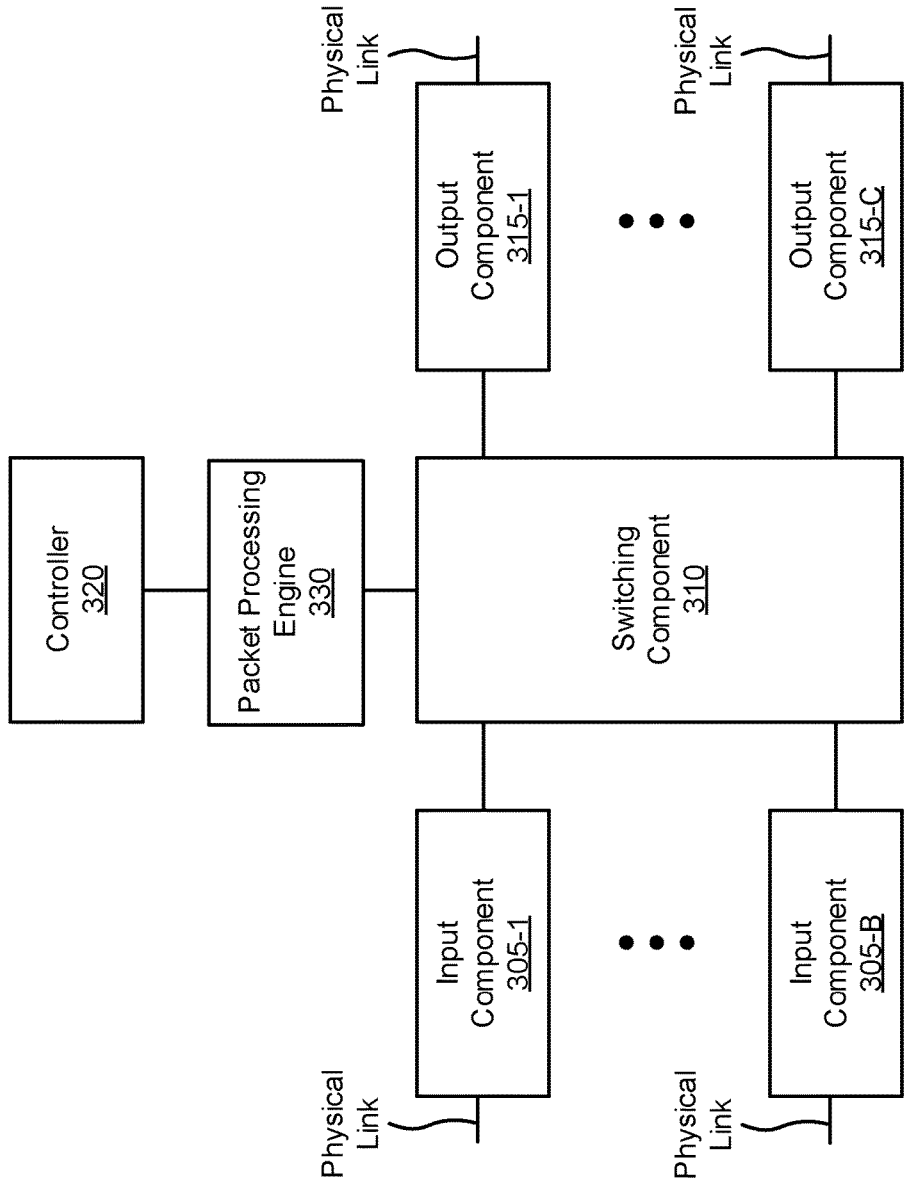 Controller
320
Packet Processing
Engine
330
Physical
Link
Input
Component
305-1
Switching
Component
310
Output
Component
315-1
Physical
Link
Physical
Link
Input
Component
305-B
Output
Component
315-C
Physical
Link